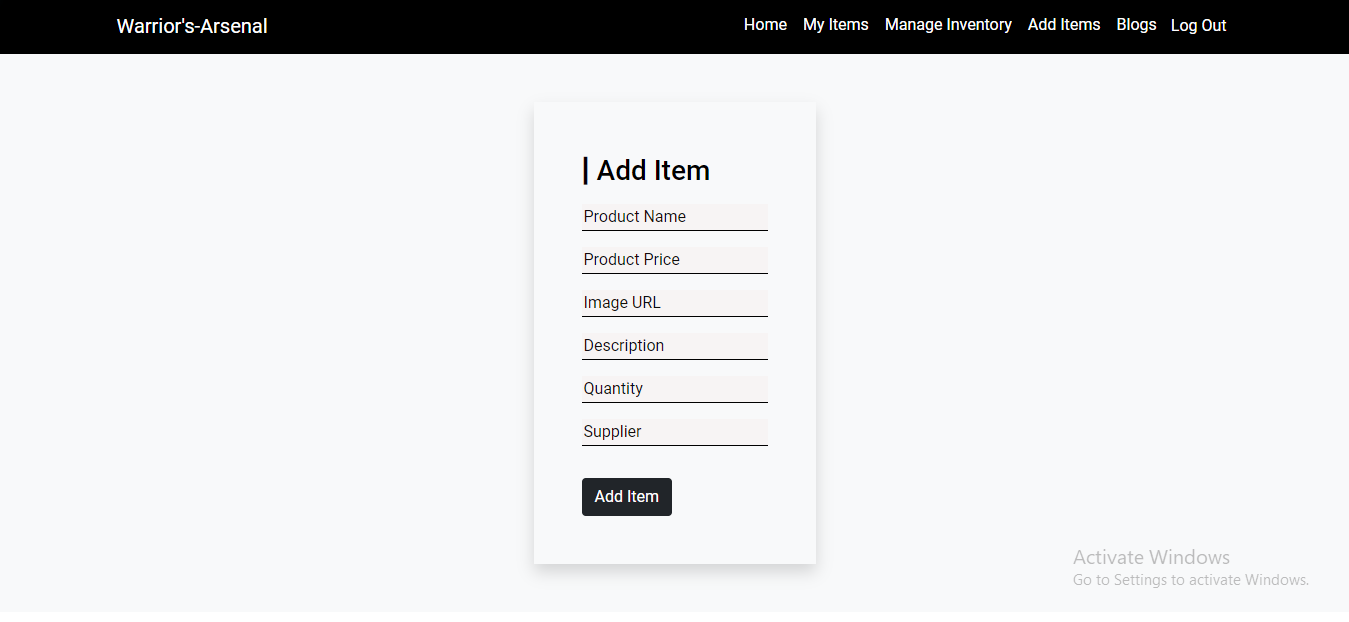 Warrior's-Arsenal Home My Items Manage Inventory Add Items Blogs Log Out
| Add Item
Product Name
Product Price
Image URL
Description
Quantity
Supplier
Add Item
Activate Windows
Go to Settings to activate Windows.